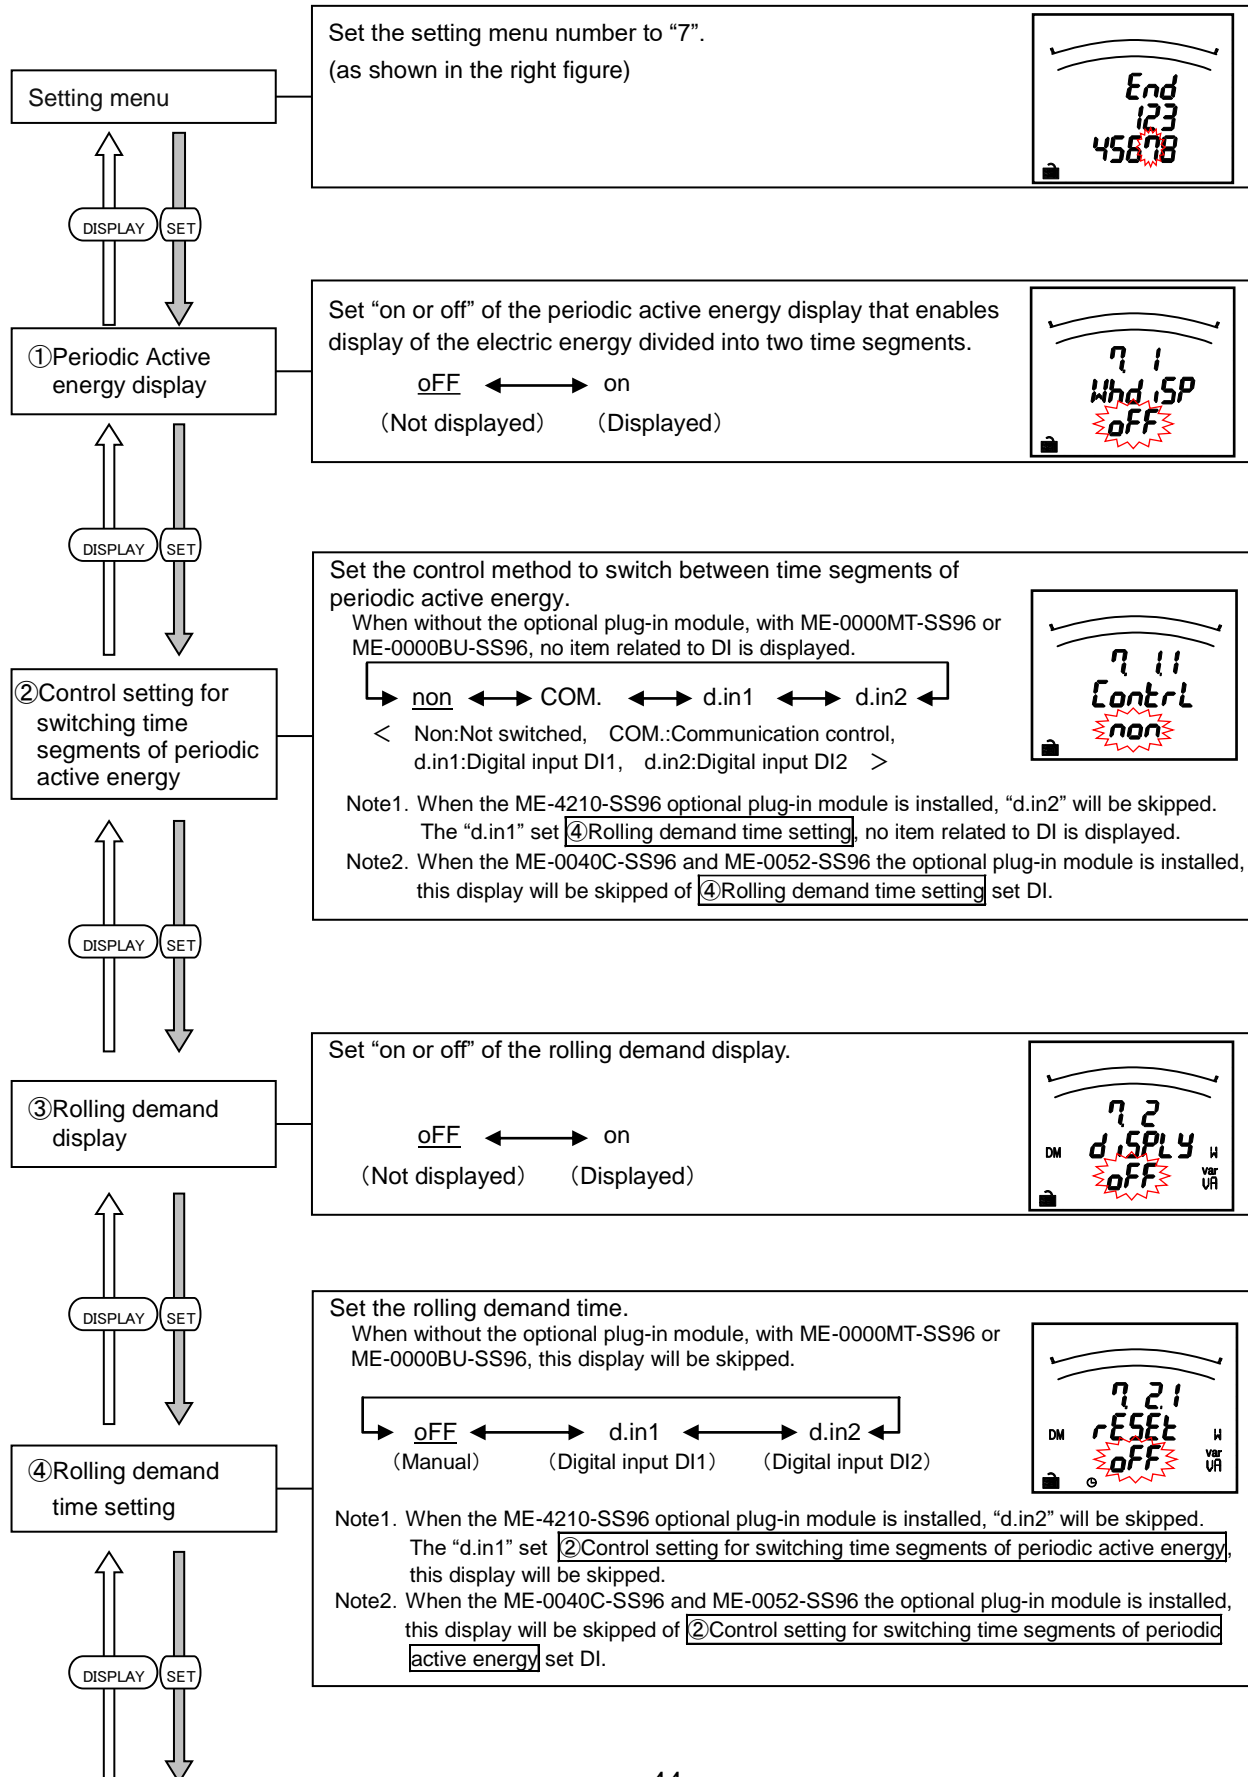 Set the setting menu number to “7”.
(as shown in the right figure)
Setting menu
End
123
45678
DISPLAY SET
①Periodic Active
energy display
Set “on or off” of the periodic active energy display that enables
display of the electric energy divided into two time segments.
oFF on
(Not displayed) (Displayed)
7. 1
WhdiSP
oFF
DISPLAY SET
②Control setting for
switching time
segments of periodic
active energy
Set the control method to switch between time segments of
periodic active energy.
When without the optional plug-in module, with ME-0000MT-SS96 or
ME-0000BU-SS96, no item related to DI is displayed.
non COM. d.in1 d.in2
< Non:Not switched, COM.:Communication control,
d.in1:Digital input DI1, d.in2:Digital input DI2 >
Note1. When the ME-4210-SS96 optional plug-in module is installed, “d.in2” will be skipped.
The “d.in1” set ④Rolling demand time setting, no item related to DI is displayed.
Note2. When the ME-0040C-SS96 and ME-0052-SS96 the optional plug-in module is installed,
this display will be skipped of ④Rolling demand time setting set DI.
7. 1.1
ContrL
non
DISPLAY SET
③Rolling demand
display
Set “on or off” of the rolling demand display.
oFF on
(Not displayed) (Displayed)
7. 2
DM diSPLY W
oFF var
VA
DISPLAY SET
④Rolling demand
time setting
Set the rolling demand time.
When without the optional plug-in module, with ME-0000MT-SS96 or
ME-0000BU-SS96, this display will be skipped.
oFF d.in1 d.in2
(Manual) (Digital input DI1) (Digital input DI2)
Note1. When the ME-4210-SS96 optional plug-in module is installed, “d.in2” will be skipped.
The “d.in1” set ②Control setting for switching time segments of periodic active energy,
this display will be skipped.
Note2. When the ME-0040C-SS96 and ME-0052-SS96 the optional plug-in module is installed,
this display will be skipped of ②Control setting for switching time segments of periodic
active energy set DI.
7. 2.1
DM rESEt W
oFF var
VA
DISPLAY SET